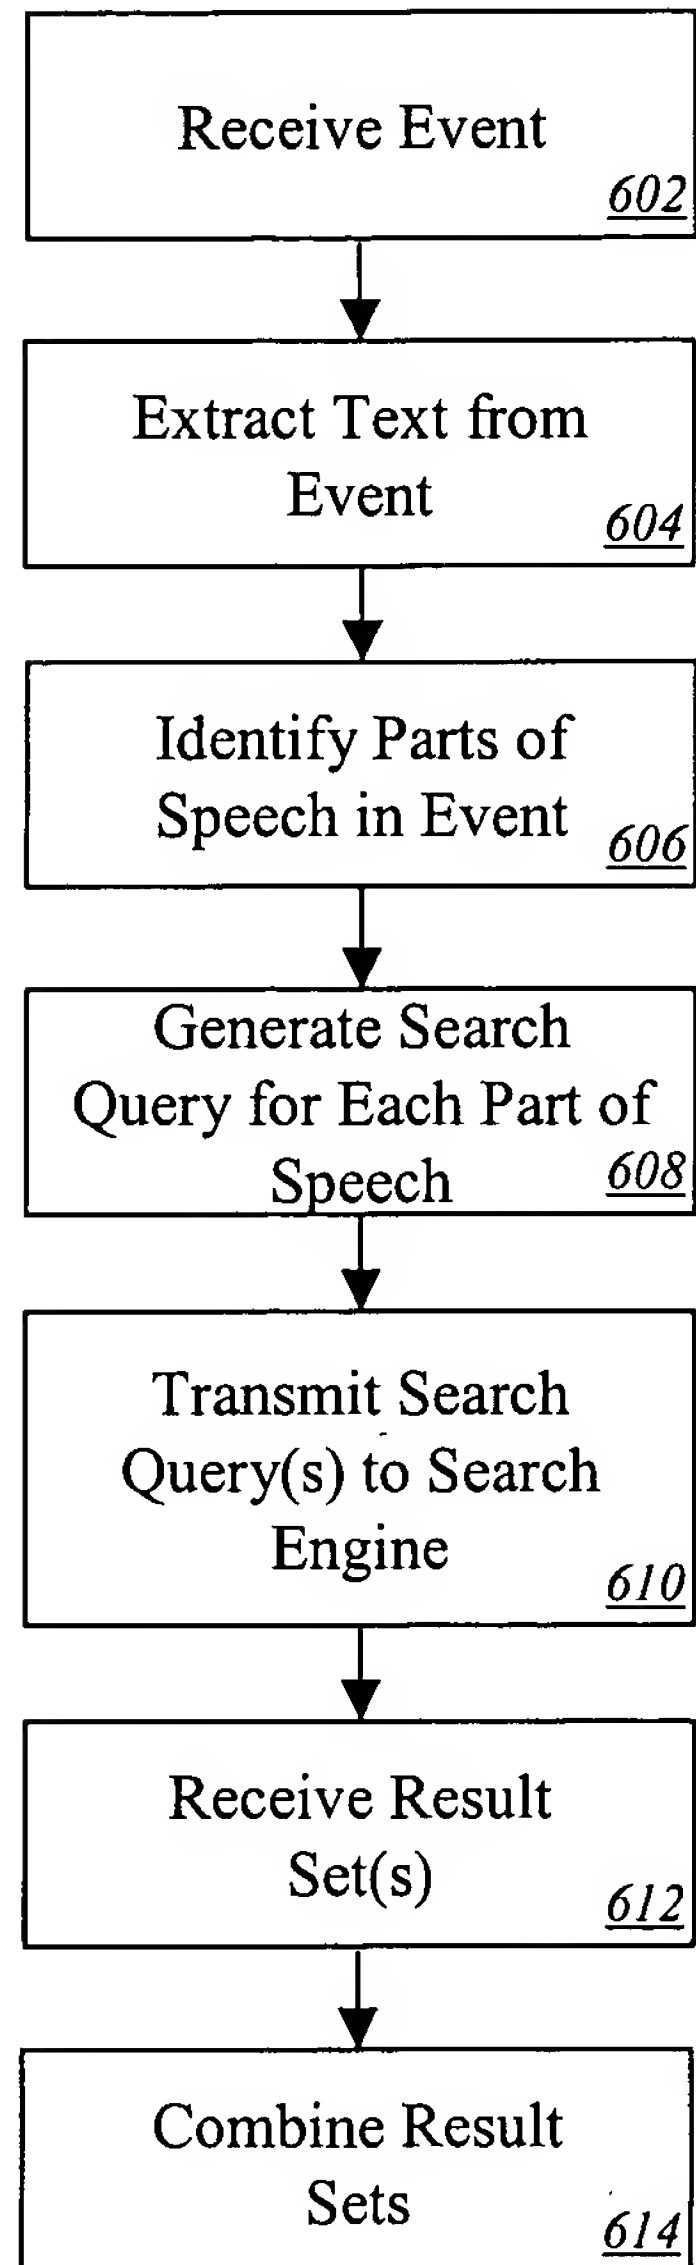 Receive Event
602
Extract Text from
Event
604
Identify Parts of
Speech in Event
606
Generate Search
Query for Each Part of
Speech
608
Transmit Search
Query(s) to Search
Engine
610
Receive Result
Set(s)
612
Combine Result
Sets
614